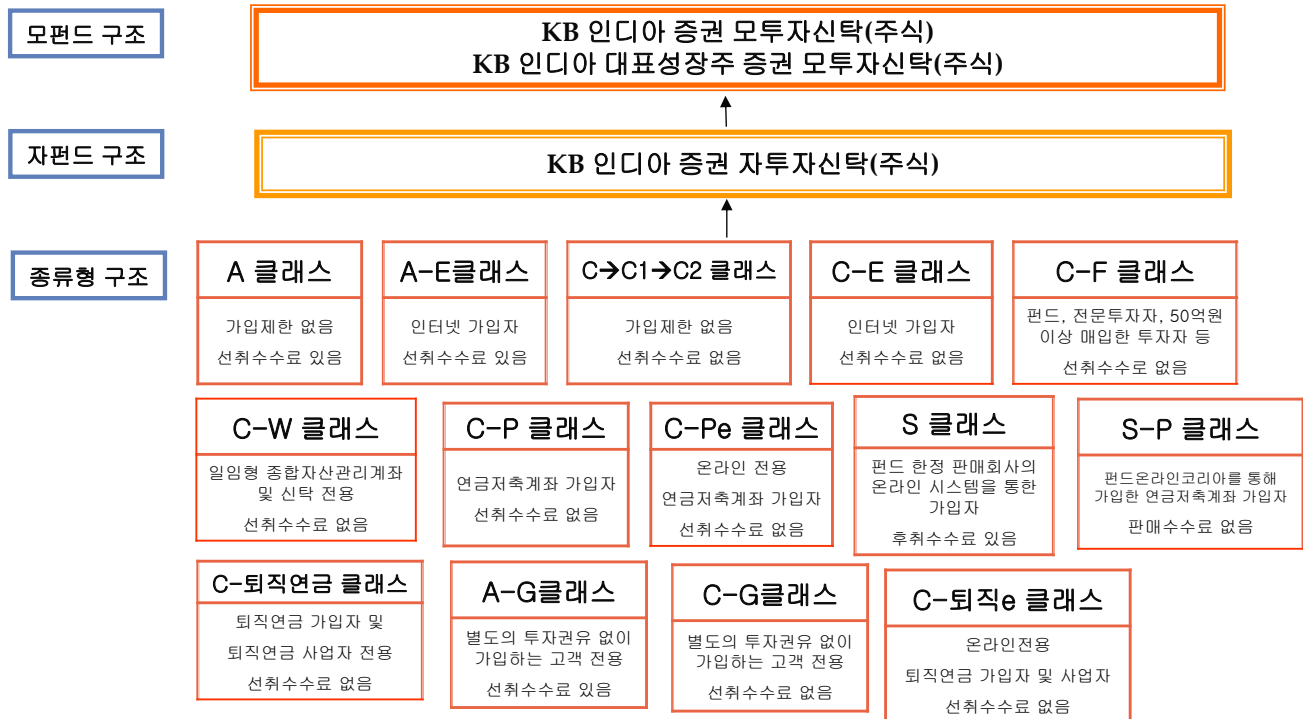 모펀드 구조
KB 인디아 증권 모투자신탁(주식)
KB 인디아 대표성장주 증권 모투자신탁(주식)
자펀드 구조
KB 인디아 증권 자투자신탁(주식)
종류형 구조
A 클래스
가입제한 없음
선취수수료 있음
A-E클래스
인터넷 가입자
선취수수료 있음
C→C1→C2 클래스
가입제한 없음
선취수수료 없음
C-E 클래스
인터넷 가입자
선취수수료 없음
C-F 클래스
펀드, 전문투자자, 50억원
이상 매입한 투자자 등
선취수수로 없음
C-W 클래스
일임형 종합자산관리계좌
및 신탁 전용
선취수수료 없음
C-P 클래스
연금저축계좌 가입자
선취수수료 없음
C-Pe 클래스
온라인 전용
연금저축계좌 가입자
선취수수료 없음
S 클래스
펀드 한정 판매회사의
온라인 시스템을 통한
가입자
후취수수료 있음
S-P 클래스
펀드온라인코리아를 통해
가입한 연금저축계좌 가입자
판매수수료 없음
C-퇴직연금 클래스
퇴직연금 가입자 및
퇴직연금 사업자 전용
선취수수료 없음
A-G클래스
별도의 투자권유 없이
가입하는 고객 전용
선취수수료 있음
C-G클래스
별도의 투자권유 없이
가입하는 고객 전용
선취수수료 없음
C-퇴직e 클래스
온라인전용
퇴직연금 가입자 및 사업자
선취수수료 없음